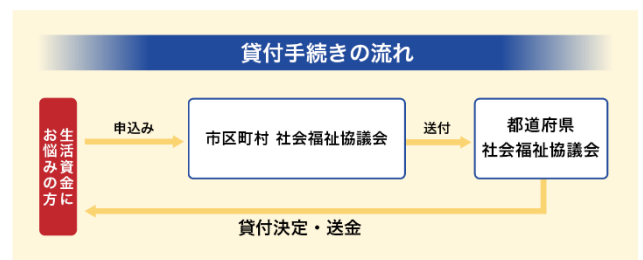 貸付手続きの流れ
生活資金に
お悩みの方
申込み
市区町村 社会福祉協議会
送付
都道府県
社会福祉協議会
貸付決定・送金